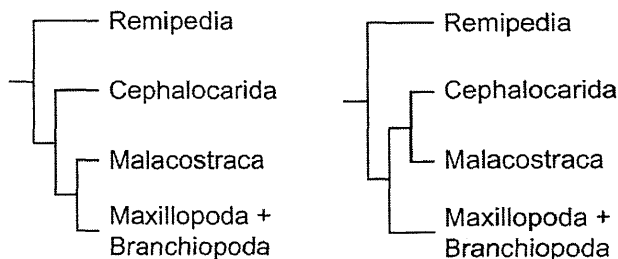 Remipedia
Cephalocarida
Malacostraca
Maxillopoda +
Branchiopoda
Remipedia
Cephalocarida
Malacostraca
Maxillopoda +
Branchiopoda